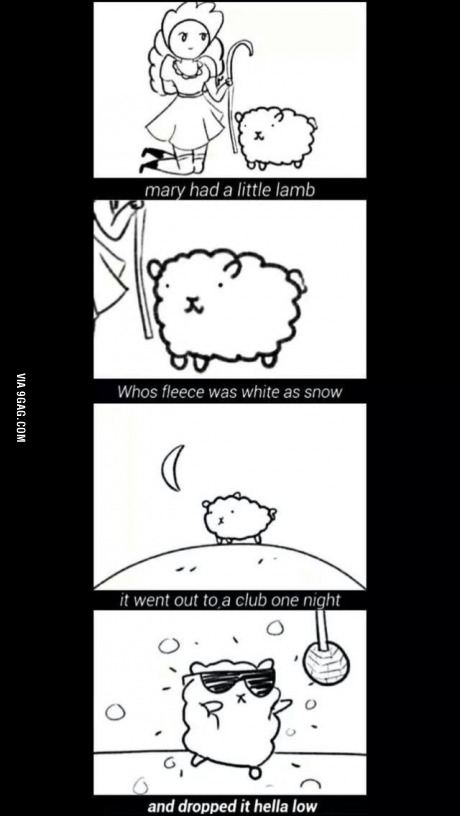 mary had a little lamb
Whos fleece was white as snow
VIA 9GAG.COM
it went out to a club one night
and dropped it hella low